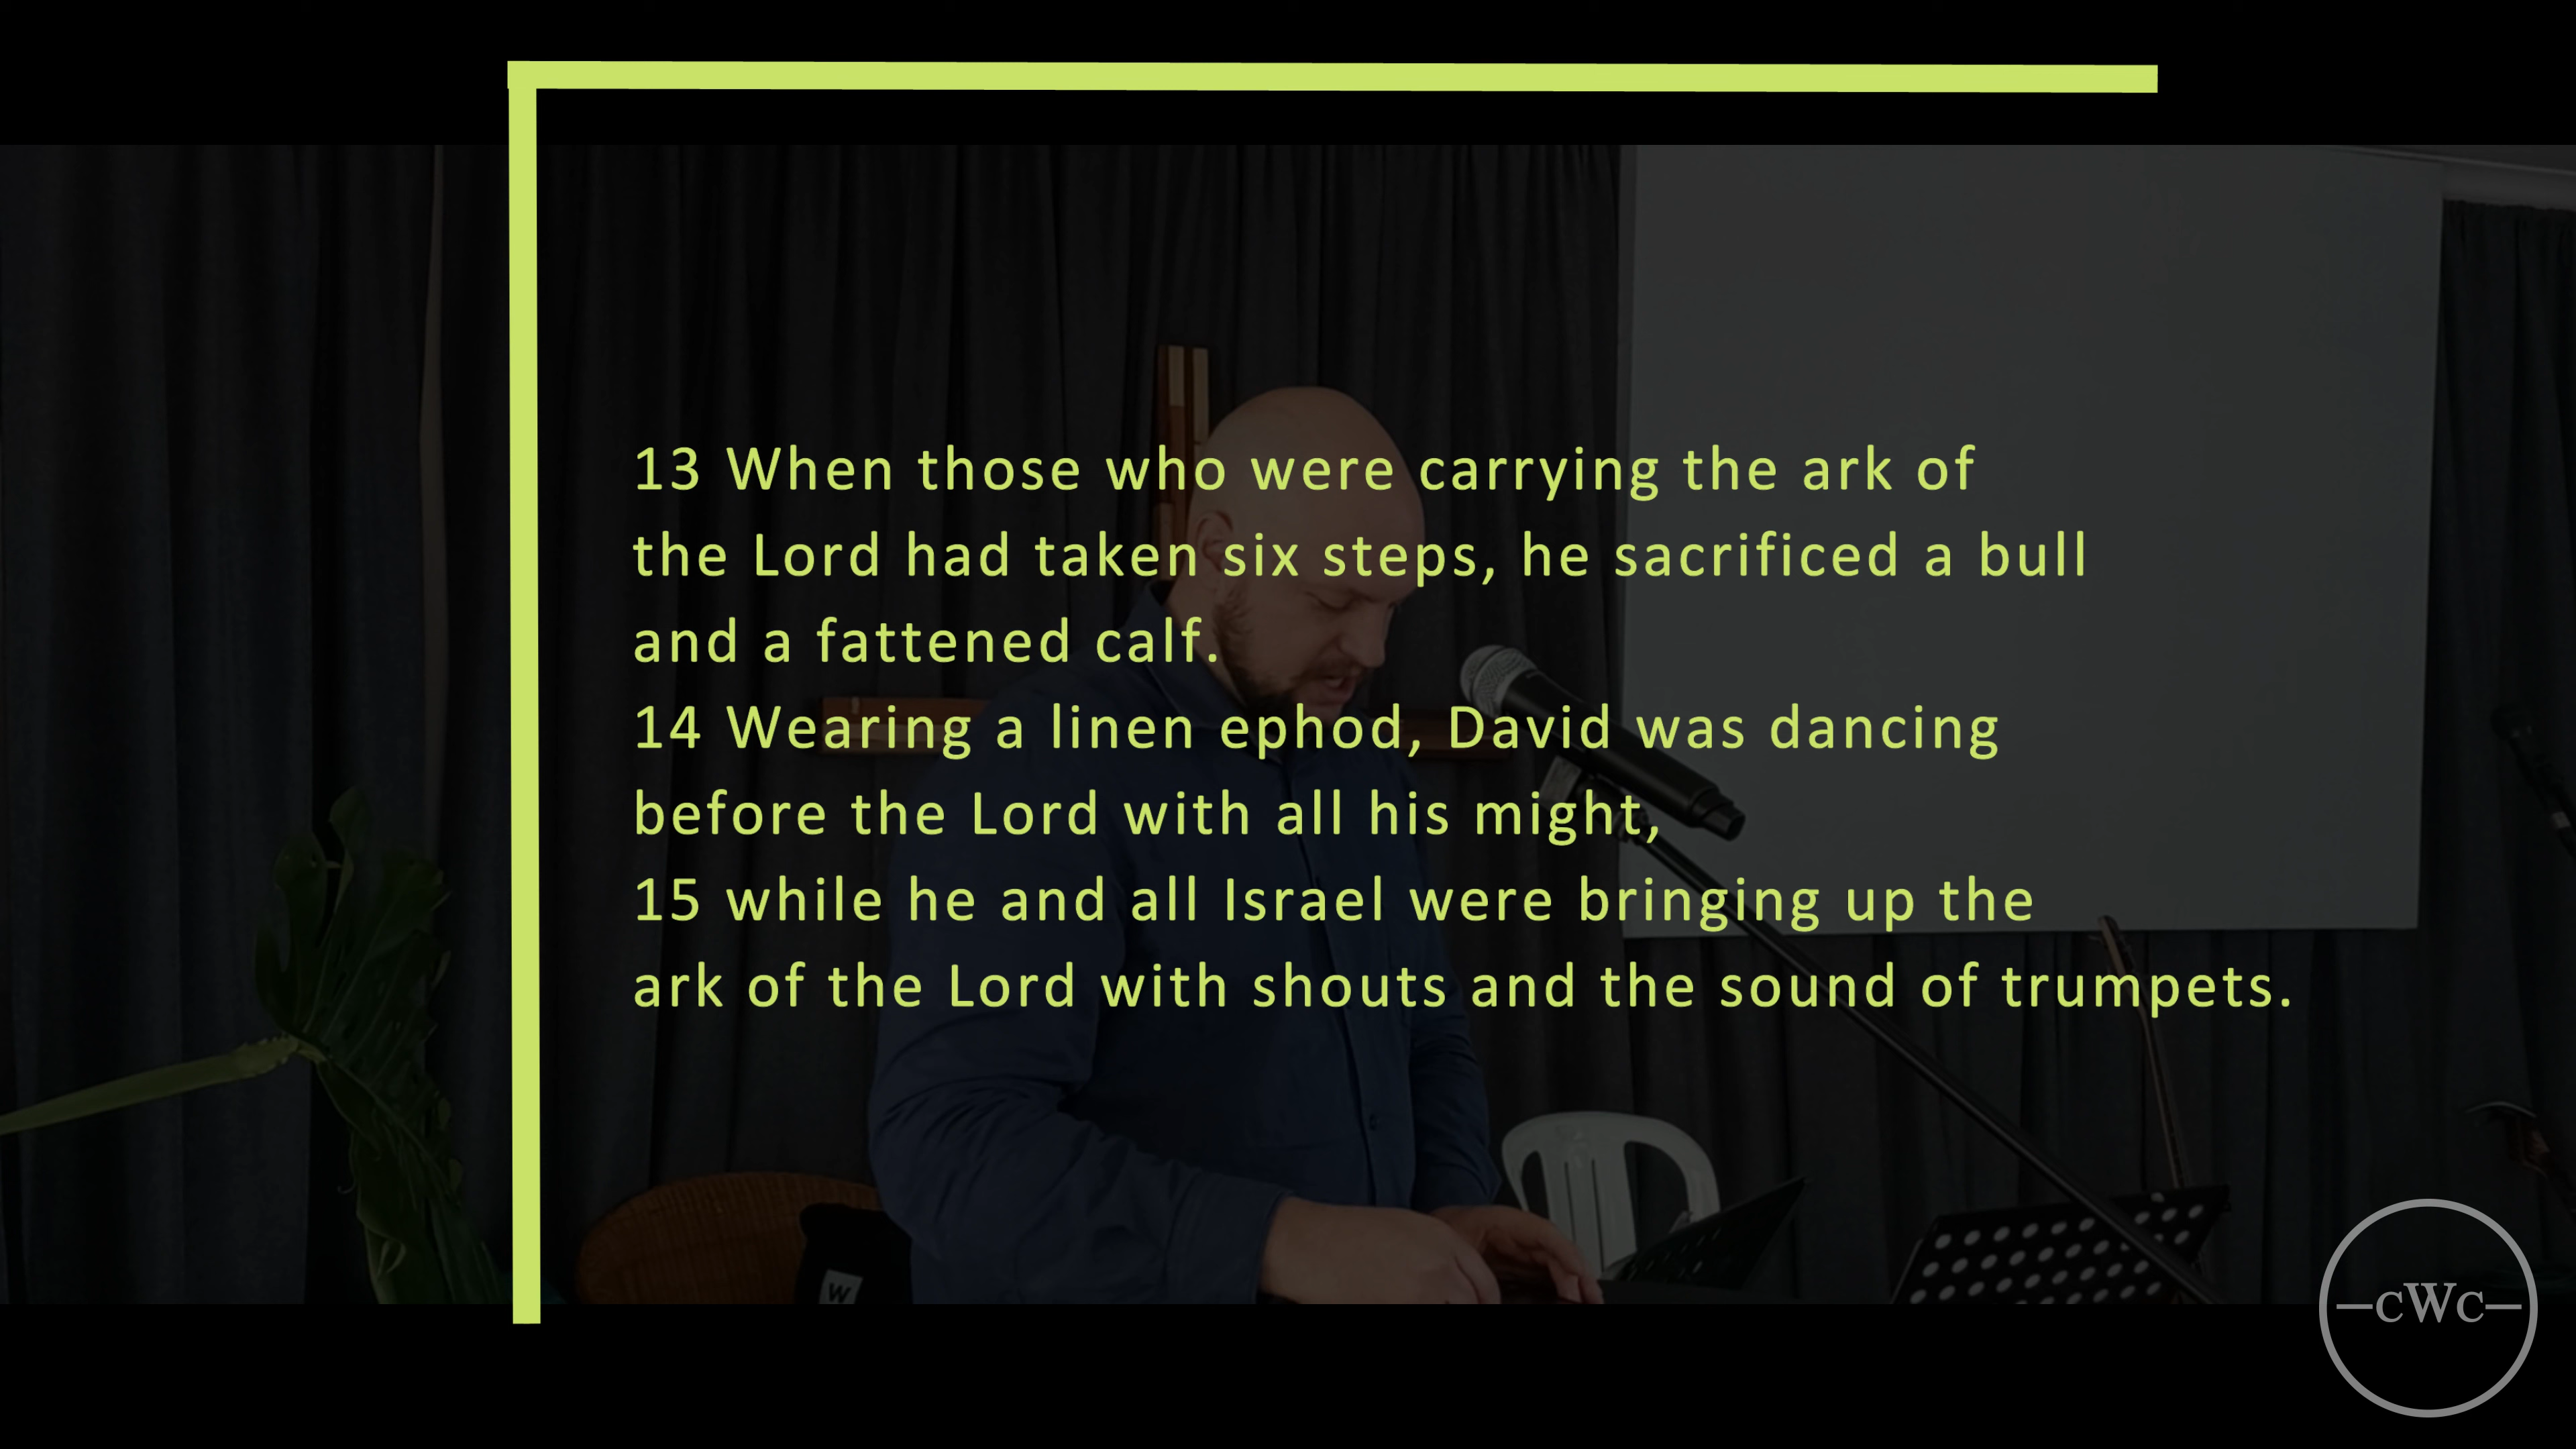 13 When those who were carrying the ark of
the Lord had taken six steps, he sacrificed a bull
and a fattened calf.
14 Wearing a linen ephod, David was dancing
before the Lord with all his might,
15 while he and all Israel were bringing up the
ark of the Lord with shouts and the sound of trumpets.
W
cWc